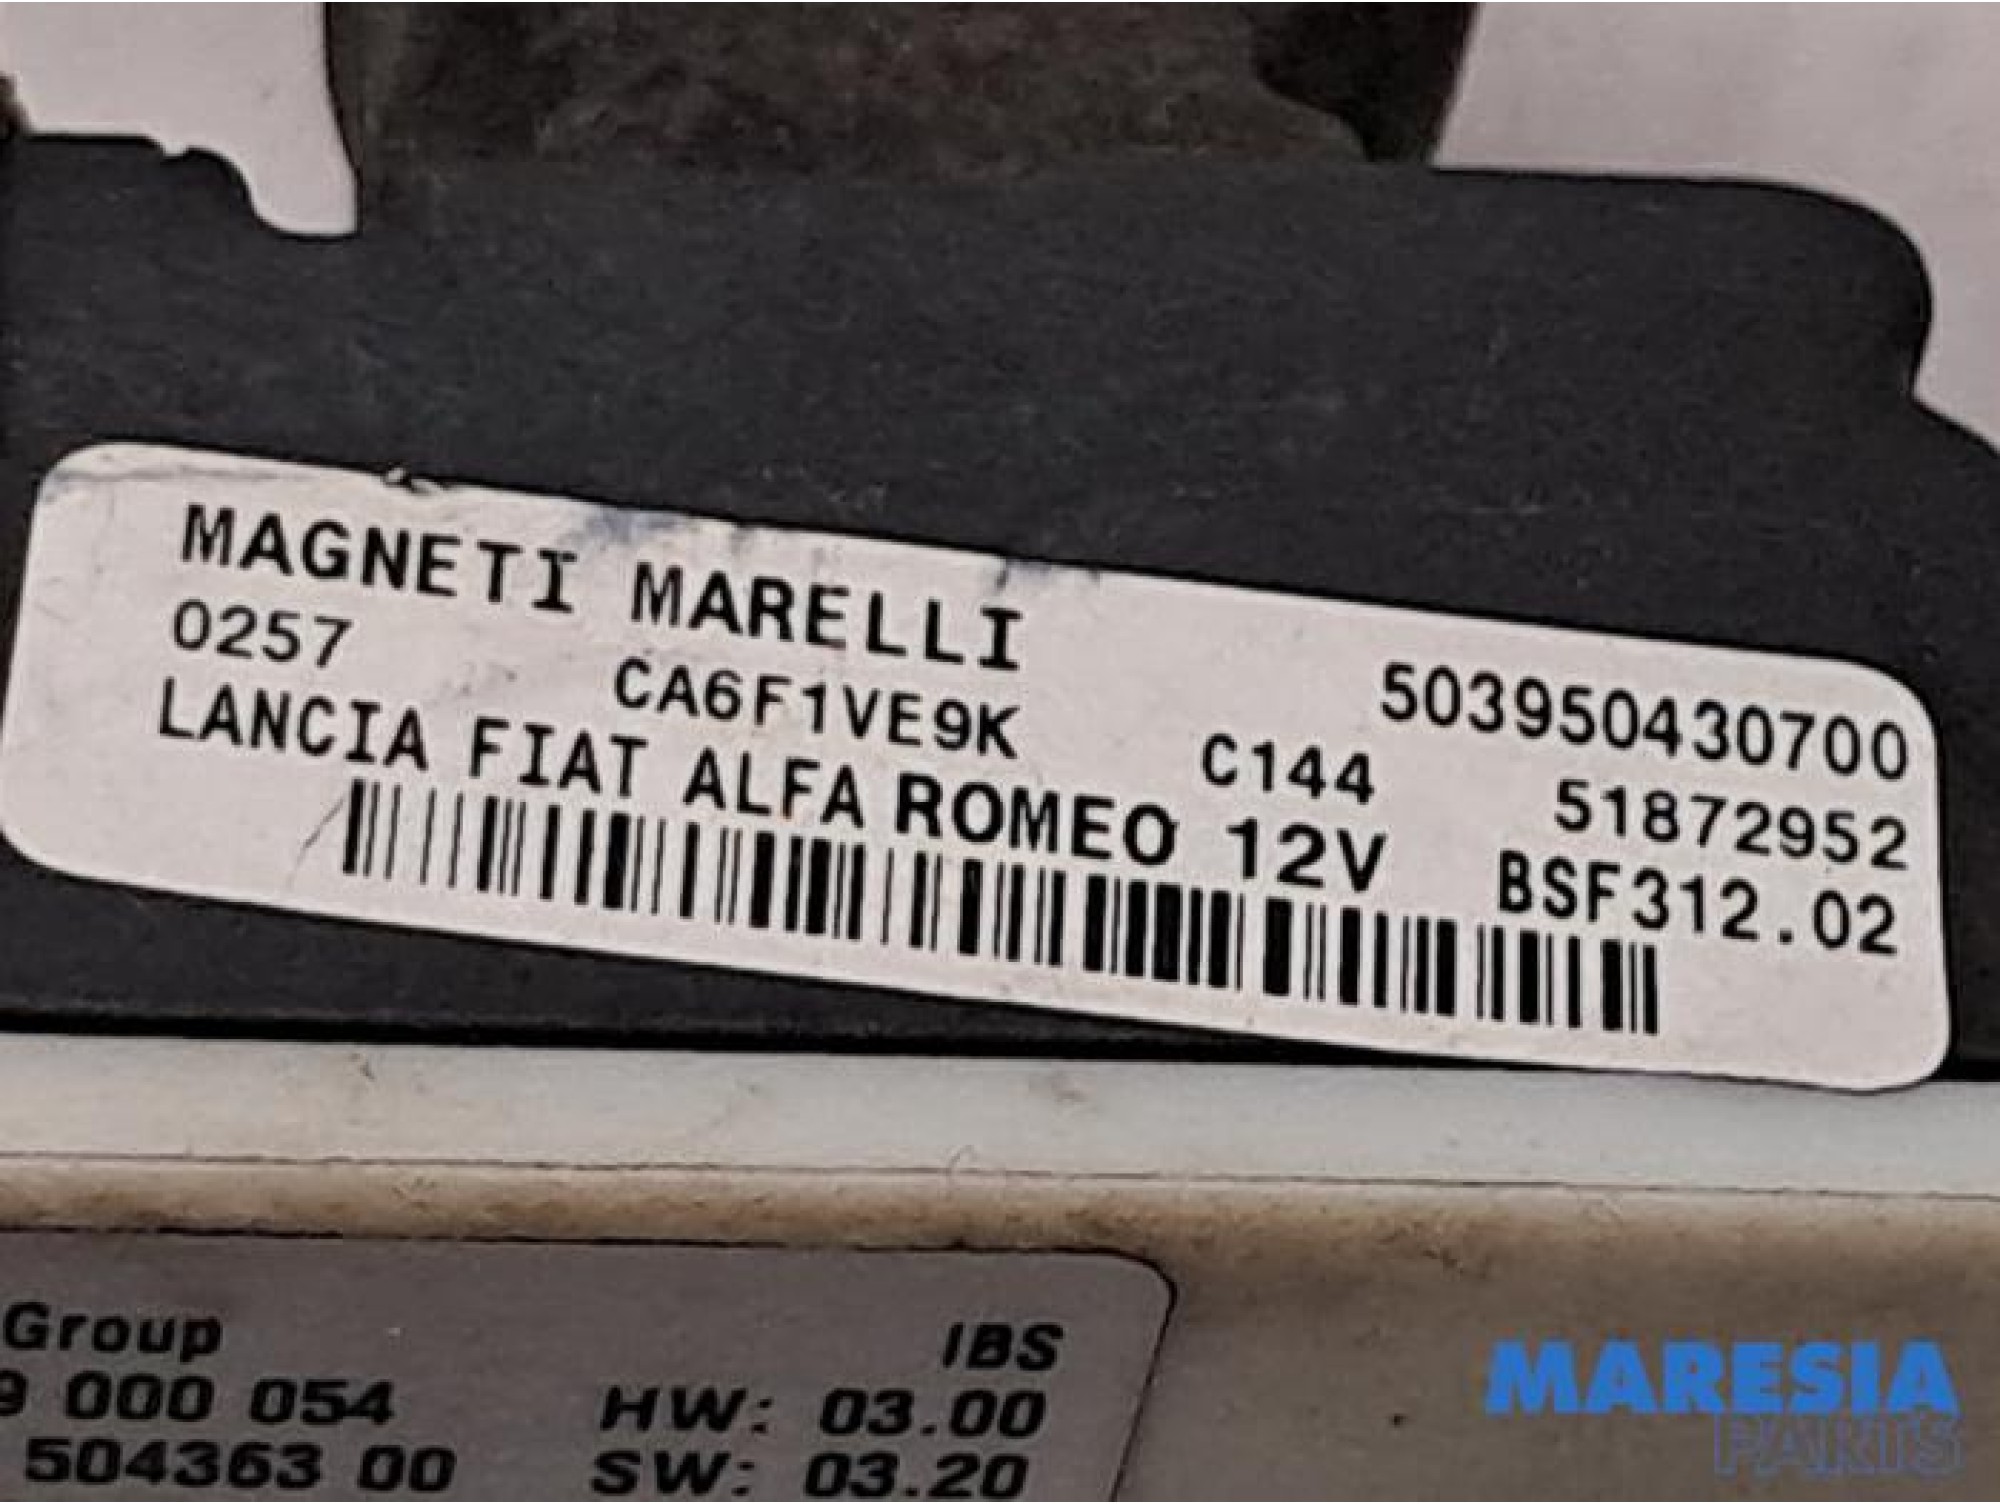 MAGNETI MARELLI 503950430700
0257 CA6F1VE9K C144 51872952
LANCIA FIAT ALFA ROMEO 12V BSF312.02
Group IBS
9 000 054 HW: 03.00
504363 00 SW: 03.20
MARESIA
PARTS